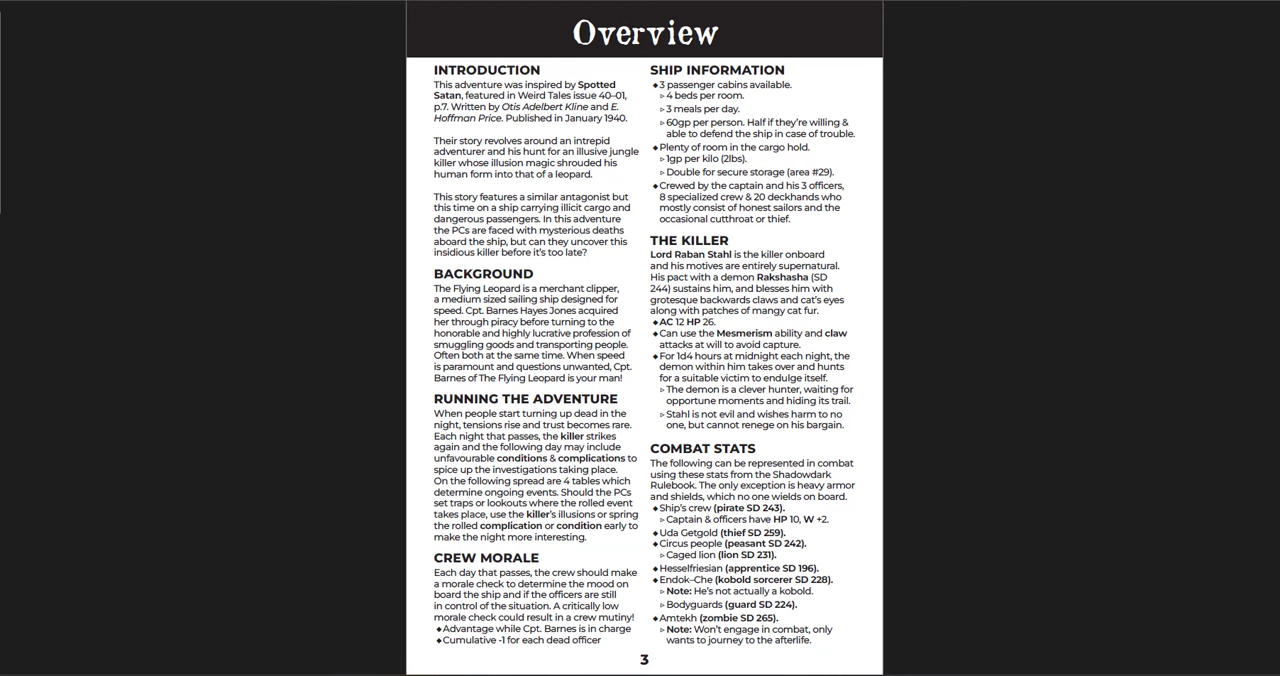 Overview
INTRODUCTION
This adventure was inspired by Spotted
Satan, featured in Weird Tales issue 40–01,
p.7. Written by Otis Adelbert Kline and E.
Hoffman Price. Published in January 1940.
Their story revolves around an intrepid
adventurer and his hunt for an illusive jungle
killer whose illusion magic shrouded his
human form into that of a leopard.
This story features a similar antagonist but
this time on a ship carrying illicit cargo and
dangerous passengers. In this adventure
the PCs are faced with mysterious deaths
aboard the ship, but can they uncover this
insidious killer before it's too late?
BACKGROUND
The Flying Leopard is a merchant clipper,
a medium sized sailing ship designed for
speed. Cpt. Barnes Hayes Jones acquired
her through piracy before turning to the
honorable and highly lucrative profession of
smuggling goods and transporting people.
Often both at the same time. When speed
is paramount and questions unwanted, Cpt.
Barnes of The Flying Leopard is your man!
RUNNING THE ADVENTURE
When people start turning up dead in the
night, tensions rise and trust becomes rare.
Each night that passes, the killer strikes
again and the following day may include
unfavourable conditions & complications to
spice up the investigations taking place.
On the following spread are 4 tables which
determine ongoing events. Should the PCs
set traps or lookouts where the rolled event
takes place, use the killer's illusions or spring
the rolled complication or condition early to
make the night more interesting.
CREW MORALE
Each day that passes, the crew should make
a morale check to determine the mood on
board the ship and if the officers are still
in control of the situation. A critically low
morale check could result in a crew mutiny!
◆Advantage while Cpt. Barnes is in charge
◆Cumulative -1 for each dead officer
SHIP INFORMATION
◆3 passenger cabins available.
▹4 beds per room.
▹3 meals per day.
▹60gp per person. Half if they're willing &
able to defend the ship in case of trouble.
◆Plenty of room in the cargo hold.
▹1gp per kilo (2lbs).
▹Double for secure storage (area #29).
◆Crewed by the captain and his 3 officers,
8 specialized crew & 20 deckhands who
mostly consist of honest sailors and the
occasional cutthroat or thief.
THE KILLER
Lord Raban Stahl is the killer onboard
and his motives are entirely supernatural.
His pact with a demon Rakshasha (SD
244) sustains him, and blesses him with
grotesque backwards claws and cat's eyes
along with patches of mangy cat fur.
◆AC 12 HP 26.
◆Can use the Mesmerism ability and claw
attacks at will to avoid capture.
◆For 1d4 hours at midnight each night, the
demon within him takes over and hunts
for a suitable victim to endulge itself.
▹The demon is a clever hunter, waiting for
opportune moments and hiding its trail.
▹Stahl is not evil and wishes harm to no
one, but cannot renege on his bargain.
COMBAT STATS
The following can be represented in combat
using these stats from the Shadowdark
Rulebook. The only exception is heavy armor
and shields, which no one wields on board.
◆Ship's crew (pirate SD 243).
▹Captain & officers have HP 10, W +2.
◆Uda Getgold (thief SD 259).
◆Circus people (peasant SD 242).
▹Caged lion (lion SD 231).
◆Hesselfriesian (apprentice SD 196).
◆Endok–Che (kobold sorcerer SD 228).
▹Note: He's not actually a kobold.
▹Bodyguards (guard SD 224).
◆Amtekh (zombie SD 265).
▹Note: Won't engage in combat, only
wants to journey to the afterlife.
3